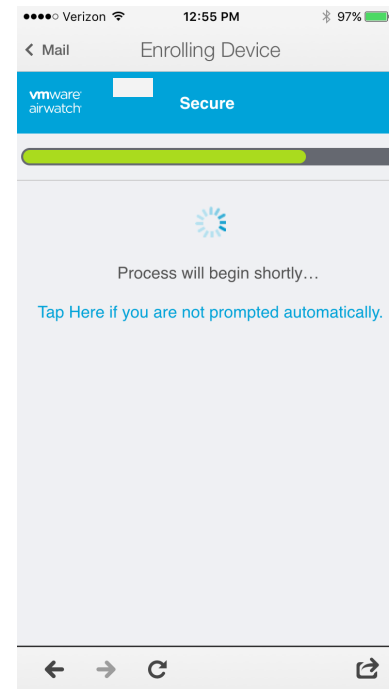 Verizon 12:55 PM 97%
Mail Enrolling Device
vmware
airwatch
Secure
Process will begin shortly...
Tap Here if you are not prompted automatically.